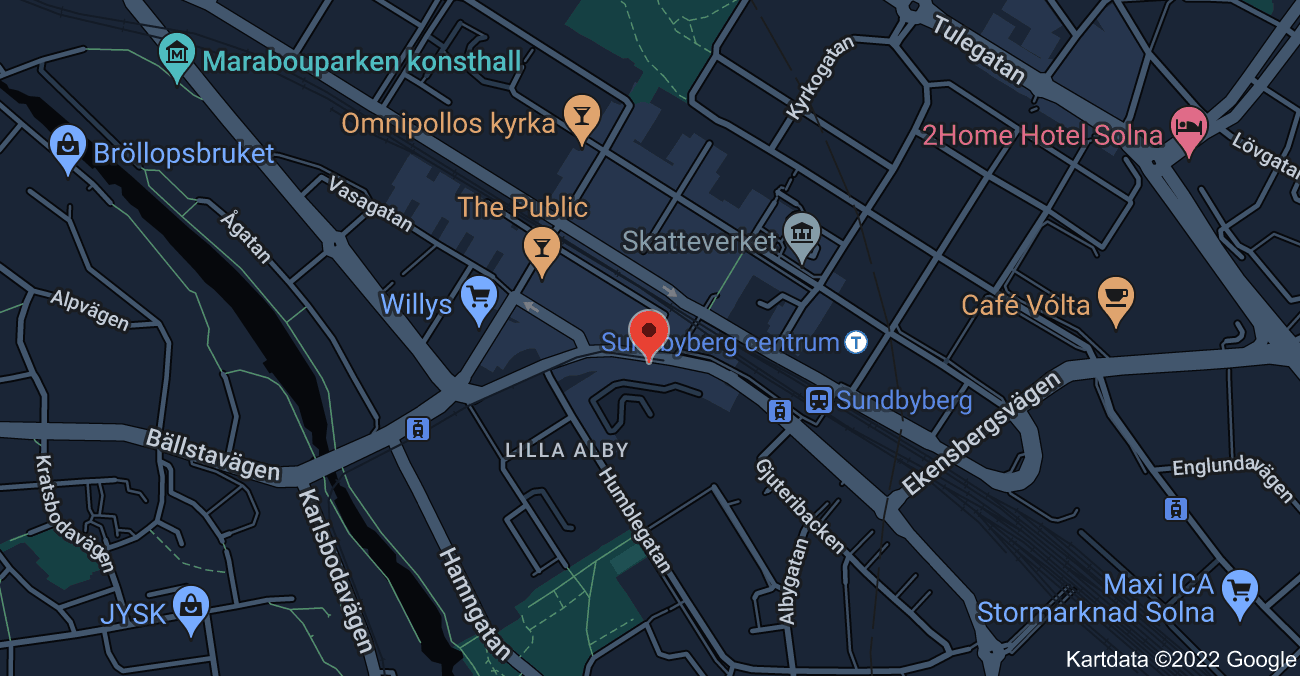 Tulegatan
Marabouparken konsthall
Kyrkogatan
Omnipollos kyrka
2Home Hotel Solna
Lövgatan
Bröllopsbruket
Vasagatan
The Public
Ågatan
Skatteverket
Alpvägen
Willys
Café Vólta
Sundbyberg centrum
T
Sundbyberg
Ekensbergsvägen
Bällstavägen
LILLA ALBY
Englundavägen
Kratsbodavägen
Karlsbodavägen
Humblegatan
Gjuteribacken
Hamngatan
Albygatan
JYSK
Maxi ICA
Stormarknad Solna
Kartdata ©2022 Google